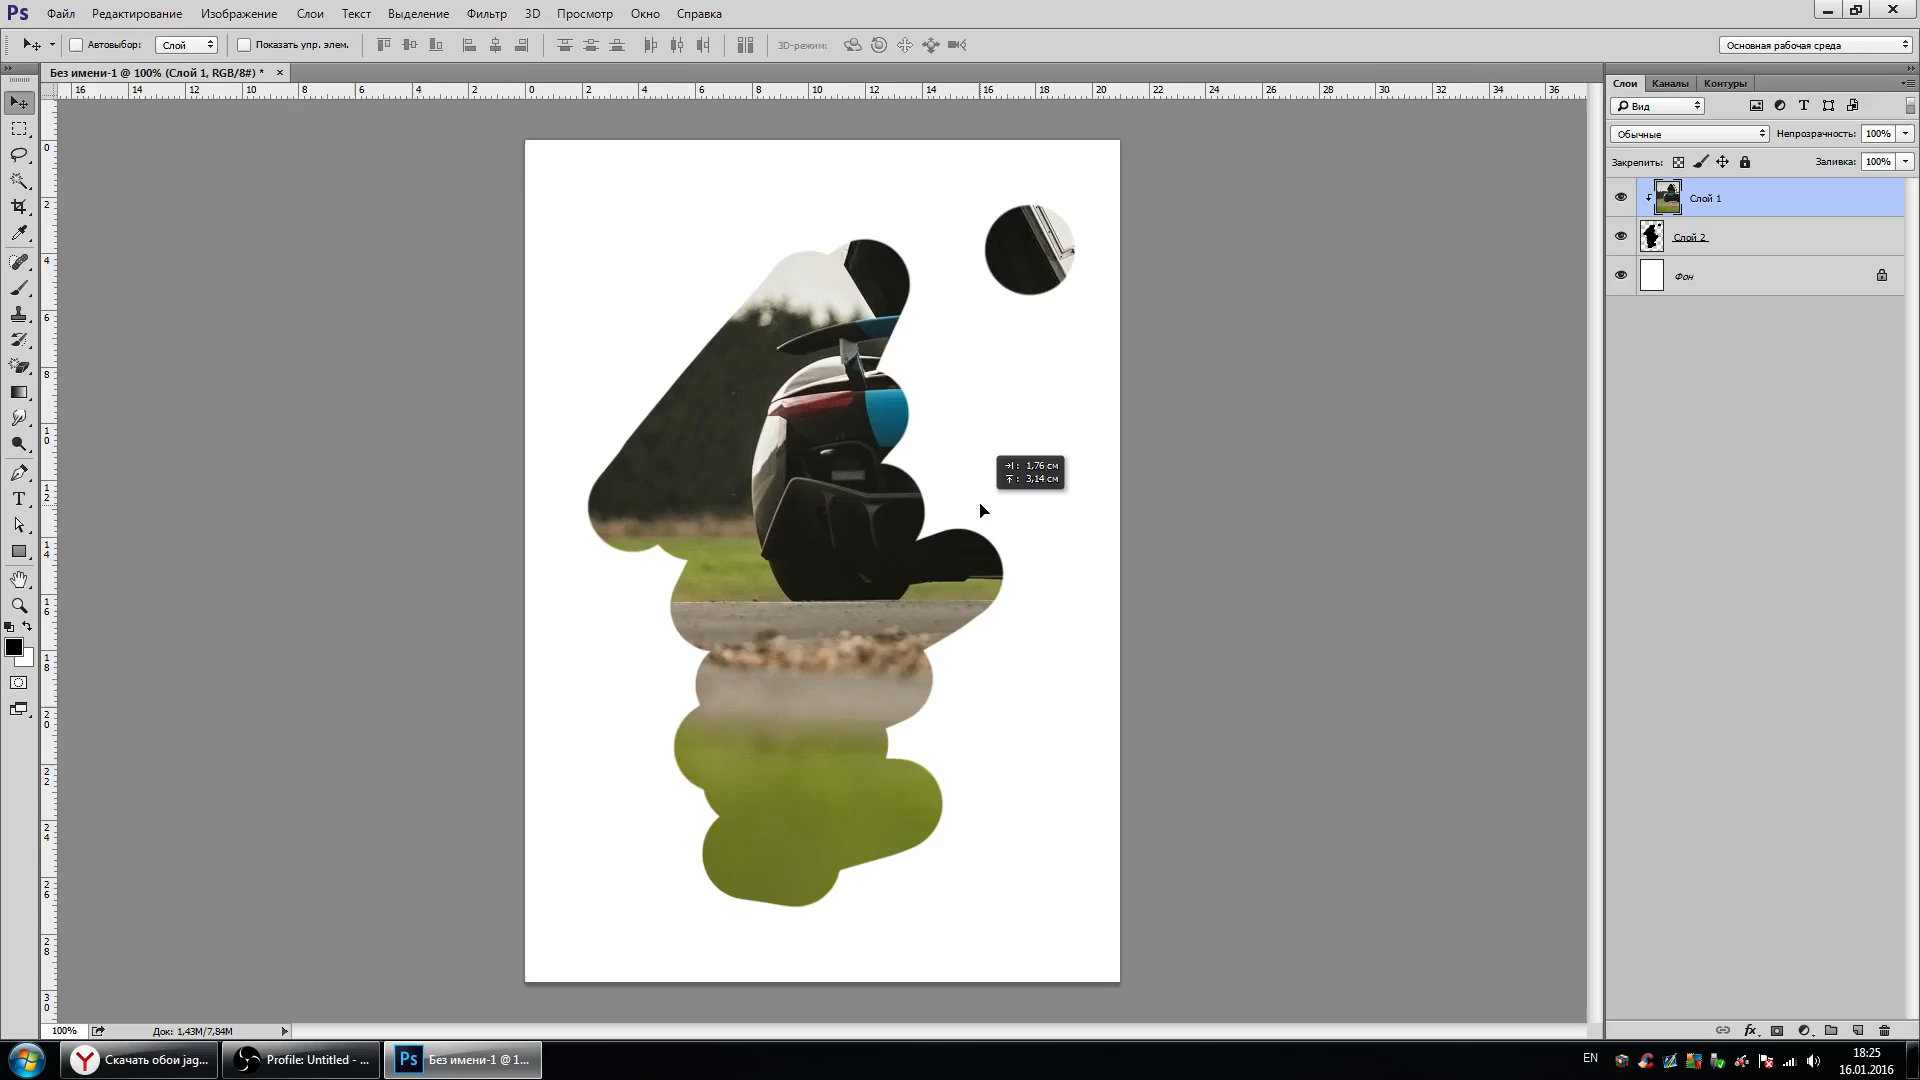 Ps Файл Редактирование Изображение Слои Текст Выделение Фильтр 3D Просмотр Окно Справка
Автовыбор: Слой Показать упр. элем. 3D-режим: Основная рабочая среда
Без имени-1 @ 100% (Слой 1, RGB/8#) * ×
16 14 12 10 8 6 4 2 0 2 4 6 8 10 12 14 16 18 20 22 24 26 28 30 32 34 36
0
2
4
6
8
10
12
14
16
18
20
22
24
26
28
30
Слои Каналы Контуры
Вид
Обычные Непрозрачность: 100%
Закрепить: Заливка: 100%
Слой 1
Слой 2
Фон
1,76 см
3,14 см
100% Док: 1,43M/7,84M
Скачать обои jag... Profile: Untitled - ... Ps Без имени-1 @ 1...
EN 18:25
16.01.2016